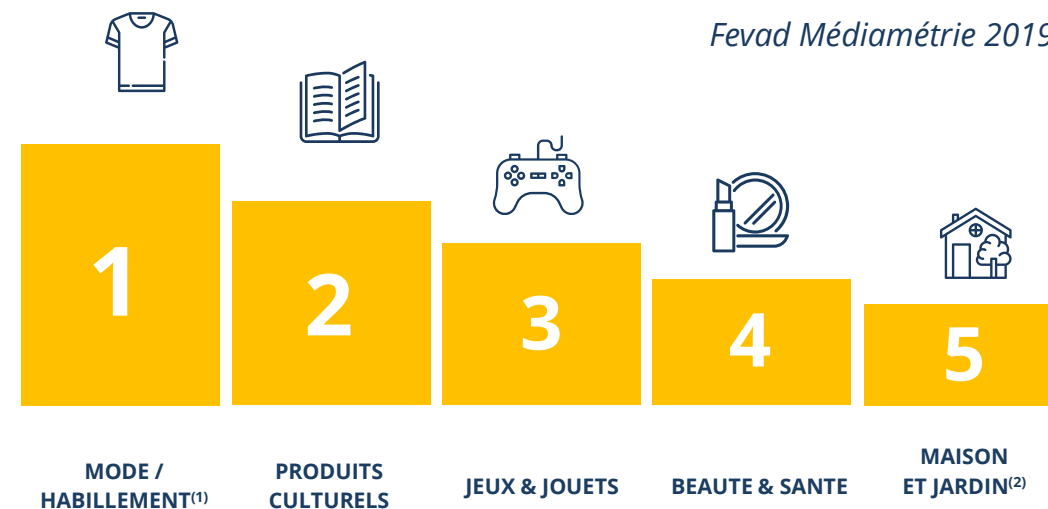 Fevad Médiamétrie 2019
1
2
3
4
5
MODE /
HABILLEMENT(1)
PRODUITS
CULTURELS
JEUX & JOUETS
BEAUTE & SANTE
MAISON
ET JARDIN(2)